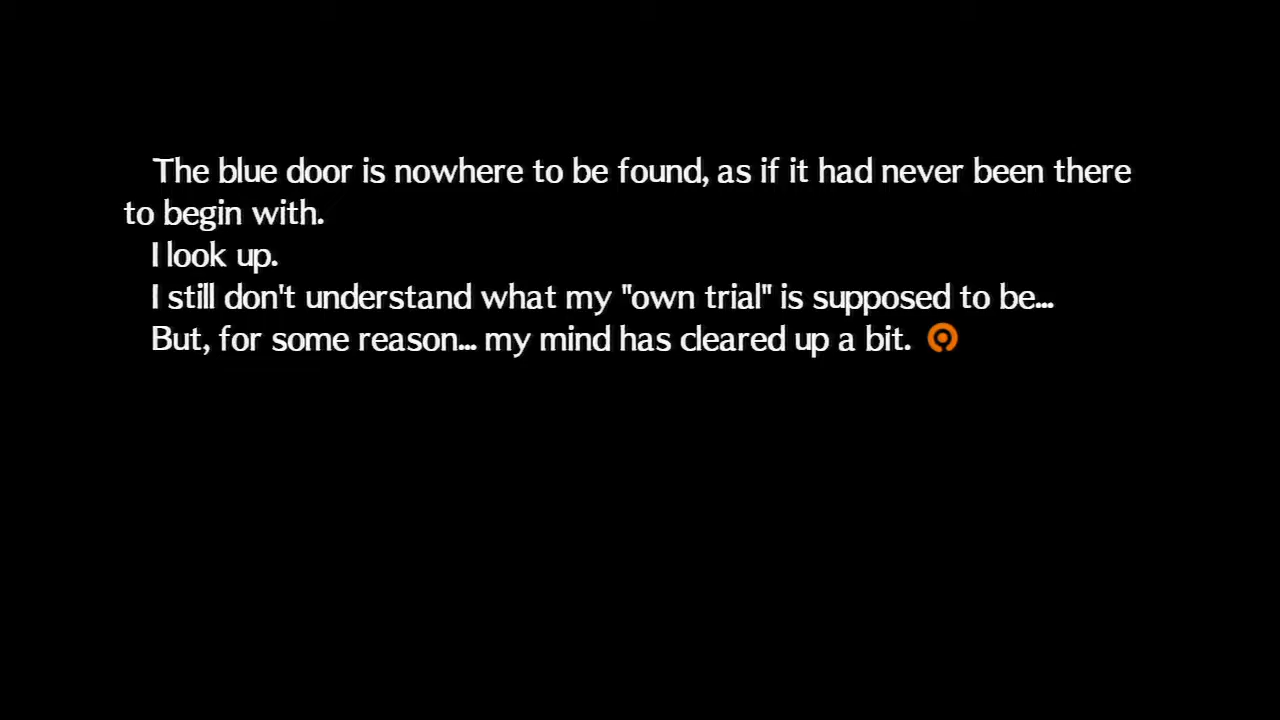 The blue door is nowhere to be found, as if it had never been there
to begin with.
I look up.
I still don't understand what my "own trial" is supposed to be...
But, for some reason... my mind has cleared up a bit.